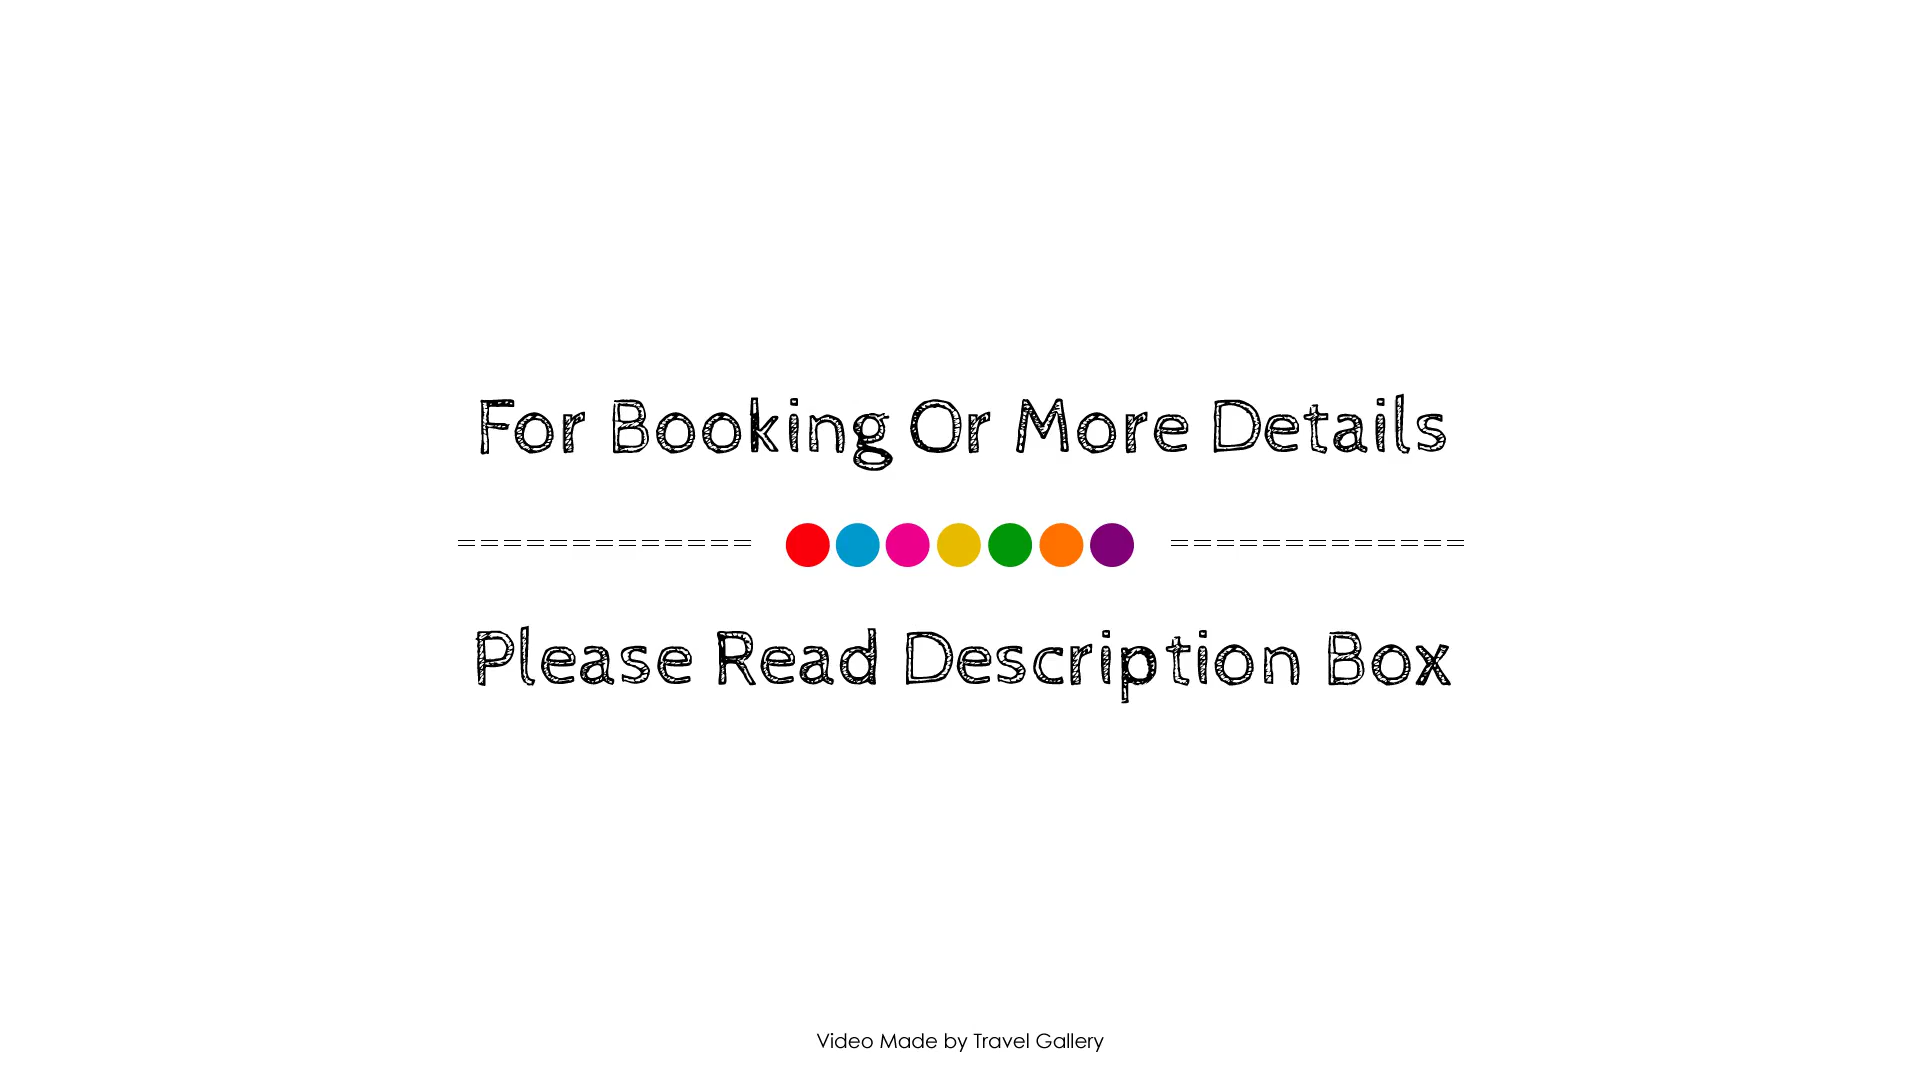 For Booking Or More Details
============= =============
Please Read Description Box
Video Made by Travel Gallery